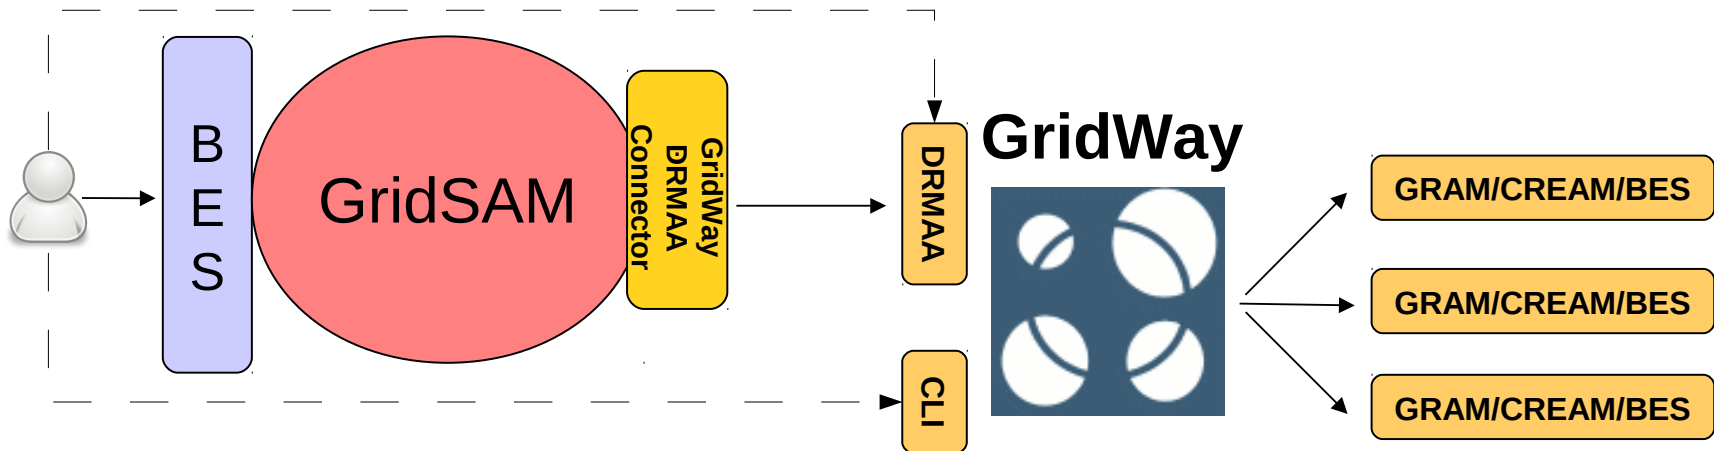 B
E
S
GridSAM
GridWay
DRMAA
Connector
DRMAA
CLI
GridWay
GRAM/CREAM/BES
GRAM/CREAM/BES
GRAM/CREAM/BES